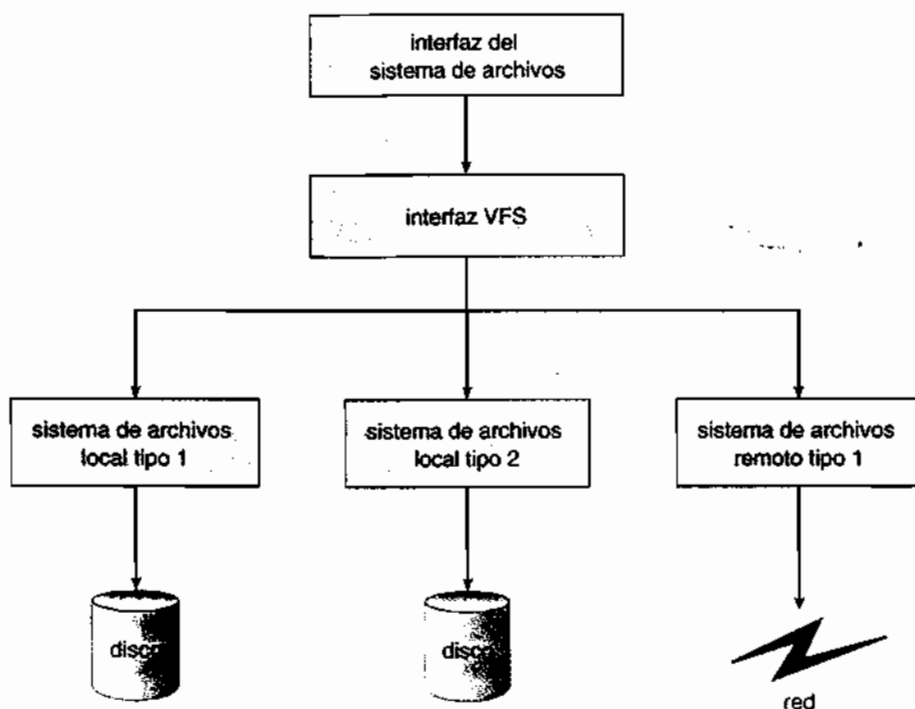 interfaz del
sistema de archivos
interfaz VFS
sistema de archivos
local tipo 1
sistema de archivos
local tipo 2
sistema de archivos
remoto tipo 1
disco
disco
red